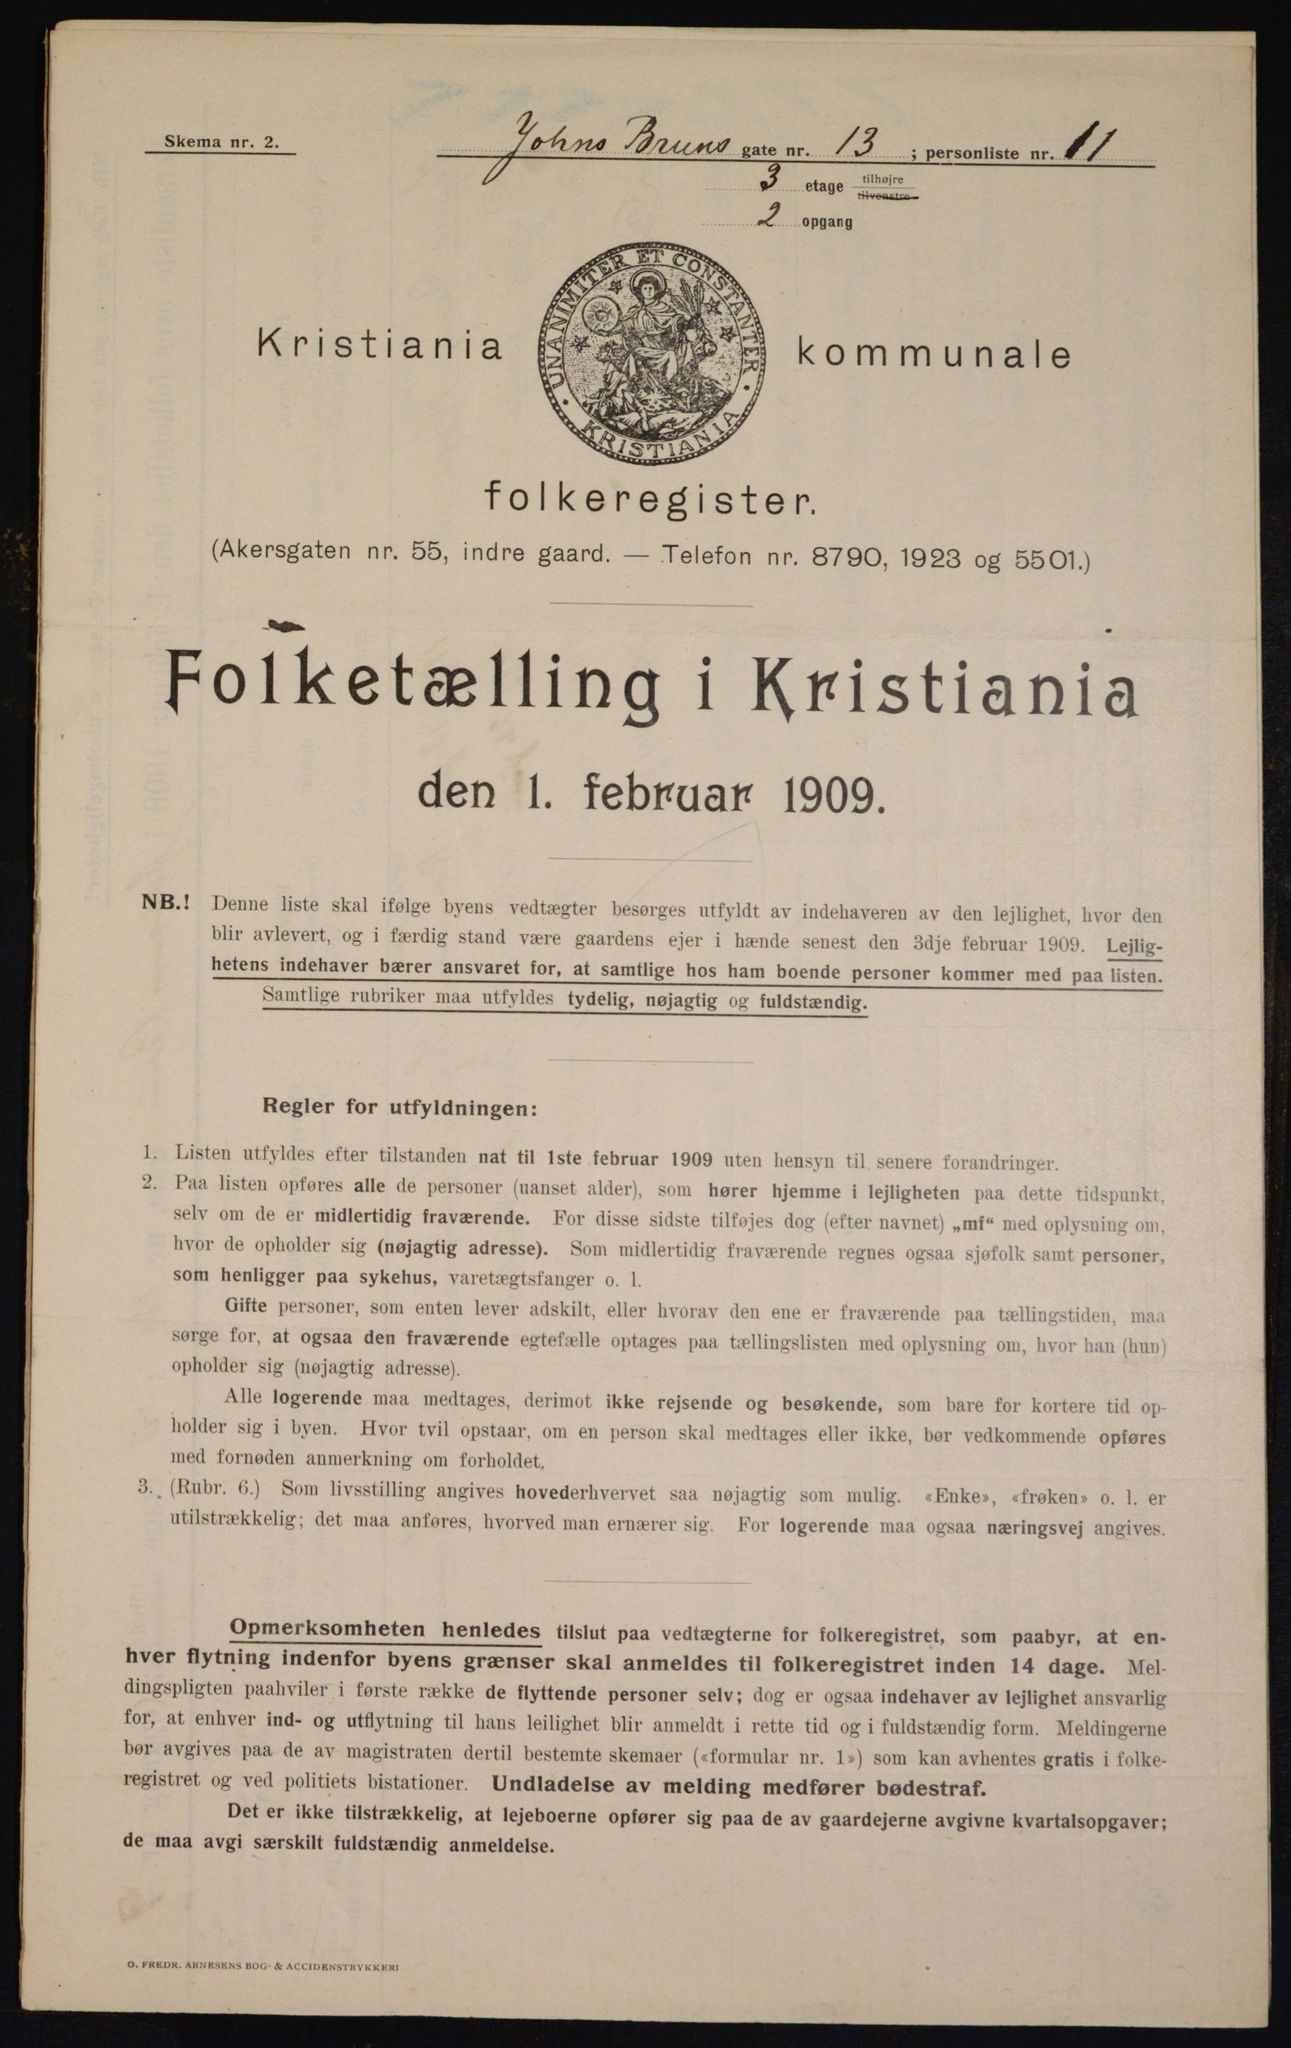 Skema nr. 2.
Johns Bruns gate nr. 13 ; personliste nr. 11
3 etage tilhøjre
tilvenstre
2 opgang
UNANIMITER ET CONSTANTER
KRISTIANIA
Kristiania kommunale
folkeregister.
(Akersgaten nr. 55, indre gaard. — Telefon nr. 8790, 1923 og 5501.)
Folketælling i Kristiania
den 1. februar 1909.
NB.! Denne liste skal ifølge byens vedtægter besørges utfyldt av indehaveren av den lejlighet, hvor den
blir avlevert, og i færdig stand være gaardens ejer i hænde senest den 3dje februar 1909. Lejlig-
hetens indehaver bærer ansvaret for, at samtlige hos ham boende personer kommer med paa listen.
Samtlige rubriker maa utfyldes tydelig, nøjagtig og fuldstændig.
Regler for utfyldningen:
1. Listen utfyldes efter tilstanden nat til 1ste februar 1909 uten hensyn til senere forandringer.
2. Paa listen opføres alle de personer (uanset alder), som hører hjemme i lejligheten paa dette tidspunkt,
selv om de er midlertidig fraværende. For disse sidste tilføjes dog (efter navnet) „mf“ med oplysning om,
hvor de opholder sig (nøjagtig adresse). Som midlertidig fraværende regnes ogsaa sjøfolk samt personer,
som henligger paa sykehus, varetægtsfanger o. l.
Gifte personer, som enten lever adskilt, eller hvorav den ene er fraværende paa tællingstiden, maa
sørge for, at ogsaa den fraværende egtefælle optages paa tællingslisten med oplysning om, hvor han (hun)
opholder sig (nøjagtig adresse).
Alle logerende maa medtages, derimot ikke rejsende og besøkende, som bare for kortere tid op-
holder sig i byen. Hvor tvil opstaar, om en person skal medtages eller ikke, bør vedkommende opføres
med fornøden anmerkning om forholdet.
3. (Rubr. 6.) Som livsstilling angives hovederhvervet saa nøjagtig som mulig. «Enke», «frøken» o. l. er
utilstrækkelig; det maa anføres, hvorved man ernærer sig. For logerende maa ogsaa næringsvej angives.
Opmerksomheten henledes tilslut paa vedtægterne for folkeregistret, som paabyr, at en-
hver flytning indenfor byens grænser skal anmeldes til folkeregistret inden 14 dage. Mel-
dingspligten paahviler i første række de flyttende personer selv; dog er ogsaa indehaver av lejlighet ansvarlig
for, at enhver ind- og utflytning til hans leilighet blir anmeldt i rette tid og i fuldstændig form. Meldingerne
bør avgives paa de av magistraten dertil bestemte skemaer («formular nr. 1») som kan avhentes gratis i folke-
registret og ved politiets bistationer. Undladelse av melding medfører bødestraf.
Det er ikke tilstrækkelig, at lejeboerne opfører sig paa de av gaardejerne avgivne kvartalsopgaver;
de maa avgi særskilt fuldstændig anmeldelse.
O. FREDR. ARNESENS BOG- & ACCIDENSTRYKKERI